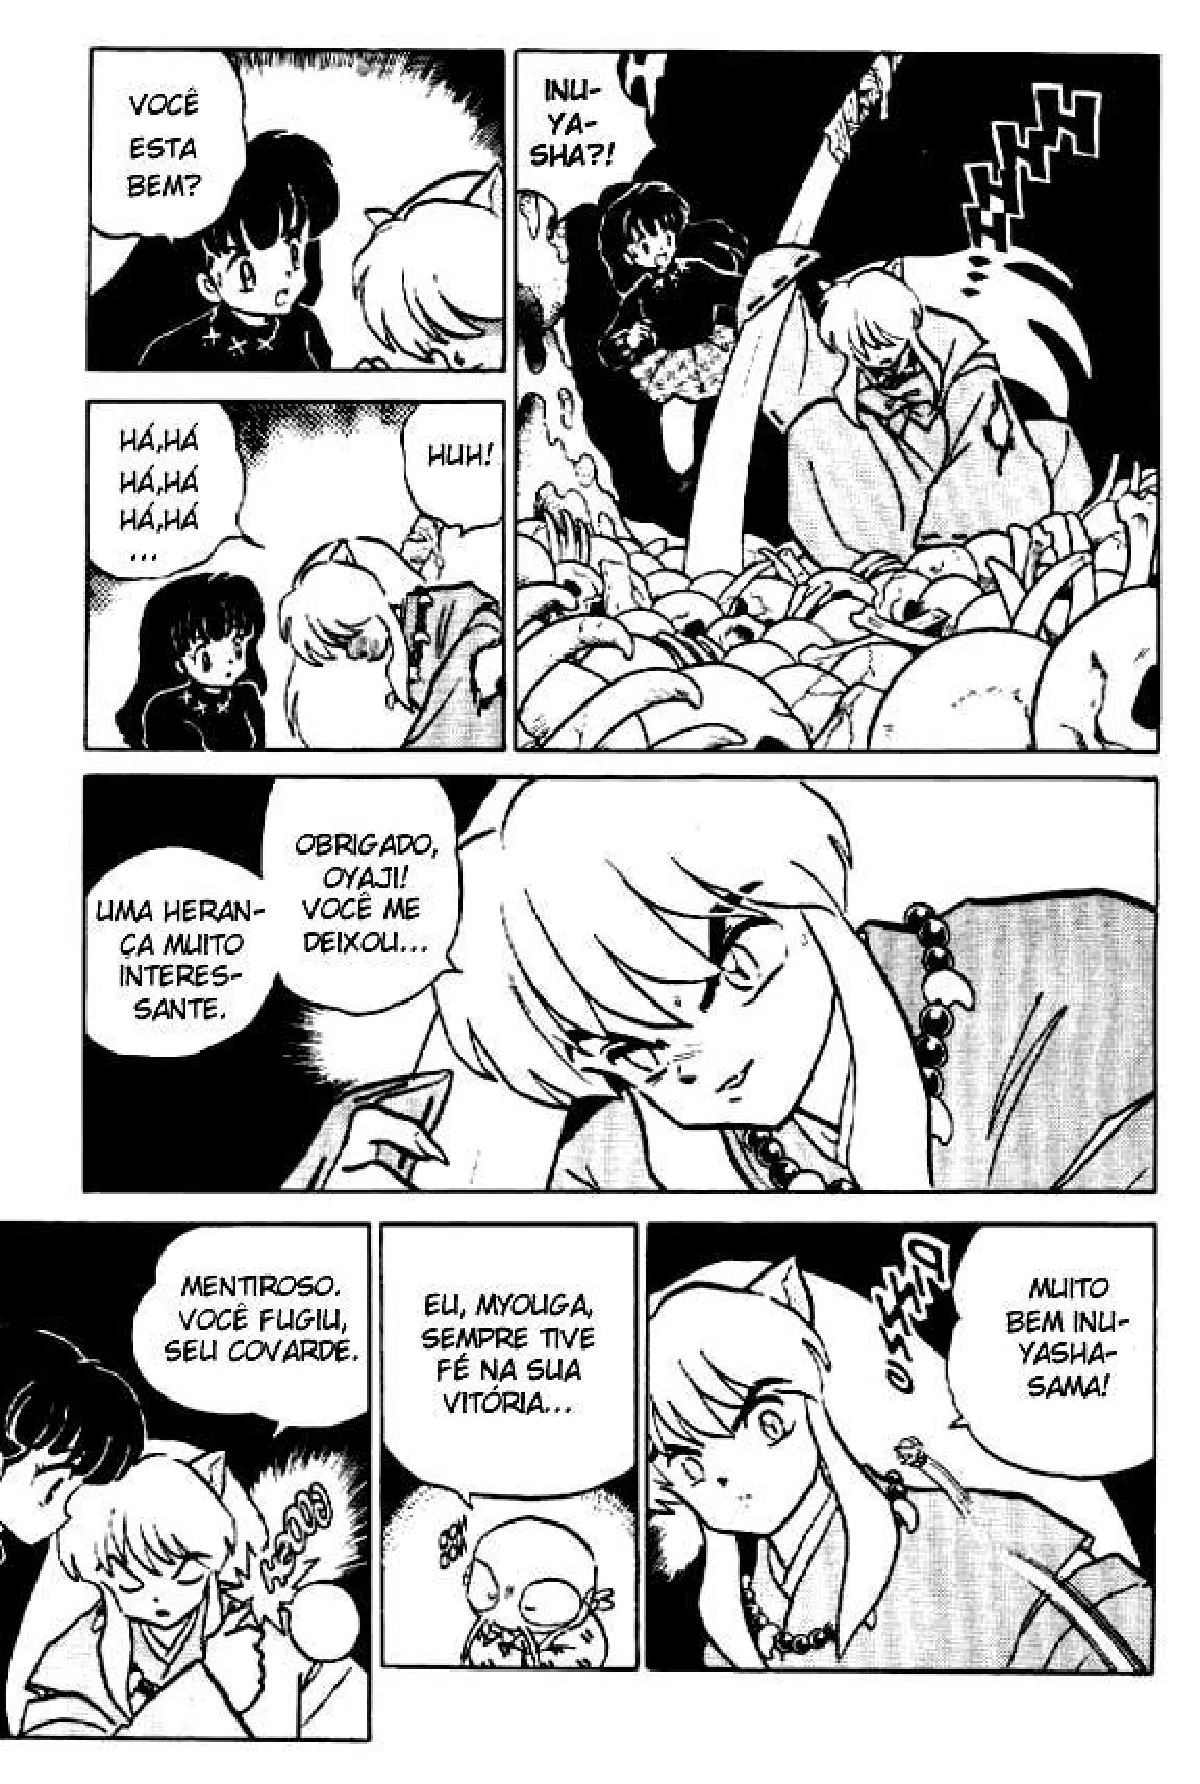 INU-
YA-
SHA?!
H
H
H
H
VOCÊ
ESTA
BEM?
HUH!
HÁ,HÁ
HÁ,HÁ
HÁ,HÁ
...
OBRIGADO,
OYAJI!
VOCÊ ME
DEIXOU...
UMA HERAN-
ÇA MUITO
INTERES-
SANTE.
MUITO
BEM INU-
YASHA-
SAMA!
EU, MYOUGA,
SEMPRE TIVE
FÉ NA SUA
VITÓRIA...
MENTIROSO.
VOCÊ FUGIU,
SEU COVARDE.